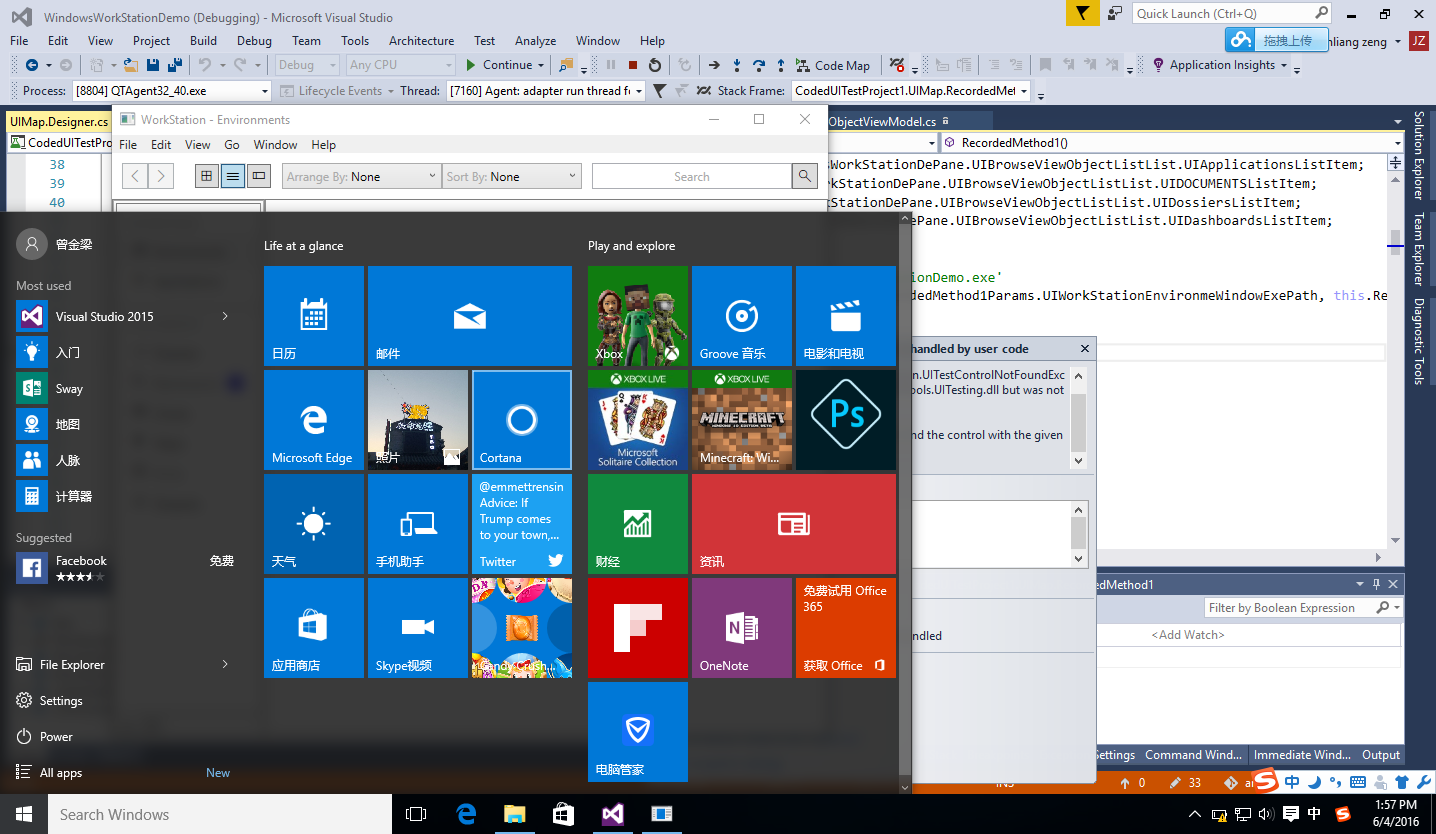 WindowsWorkStationDemo (Debugging) - Microsoft Visual Studio
Quick Launch (Ctrl+Q)
File Edit View Project Build Debug Team Tools Architecture Test Analyze Window Help
拖拽上传
nliang zeng
JZ
Debug
Any CPU
Continue
Code Map
Application Insights
Process: [8804] QTAgent32_40.exe
Lifecycle Events
Thread: [7160] Agent: adapter run thread fo
Stack Frame: CodedUITestProject1.UIMap.RecordedMet
UIMap.Designer.cs
WorkStation - Environments
ObjectViewModel.cs
CodedUITestPro
RecordedMethod1()
File Edit View Go Window Help
Arrange By: None
Sort By: None
Search
38
39
40
sWorkStationDePane.UIBrowseViewObjectListList.UIApplicationsListItem;
rkStationDePane.UIBrowseViewObjectListList.UIDOCUMENTSListItem;
cStationDePane.UIBrowseViewObjectListList.UIDossiersListItem;
ePane.UIBrowseViewObjectListList.UIDashboardsListItem;
ionDemo.exe'
dedMethod1Params.UIWorkStationEnvironmeWindowExePath, this.Re
Solution Explorer
Team Explorer
Diagnostic Tools
曾金梁
Most used
Visual Studio 2015
入门
Sway
地图
人脉
计算器
Suggested
Facebook
免费
File Explorer
Settings
Power
All apps
New
Life at a glance
日历
邮件
Microsoft Edge
照片
Cortana
天气
手机助手
@emmettrensin
Advice: If
Trump comes
to your town,...
Twitter
应用商店
Skype视频
Candy Crush...
Play and explore
Xbox
Groove 音乐
电影和电视
XBOX LIVE
Microsoft
Solitaire Collection
XBOX LIVE
MINECRAFT
WINDOWS 10 EDITION BETA
Minecraft: Wi...
Ps
财经
资讯
OneNote
免费试用 Office
365
获取 Office
电脑管家
handled by user code
n.UITestControlNotFoundExc
ools.UITesting.dll but was not
nd the control with the given
ndled
edMethod1
Filter by Boolean Expression
<Add Watch>
Settings
Command Wind...
Immediate Wind...
Output
INS
0
33
中
Search Windows
中
1:57 PM
6/4/2016